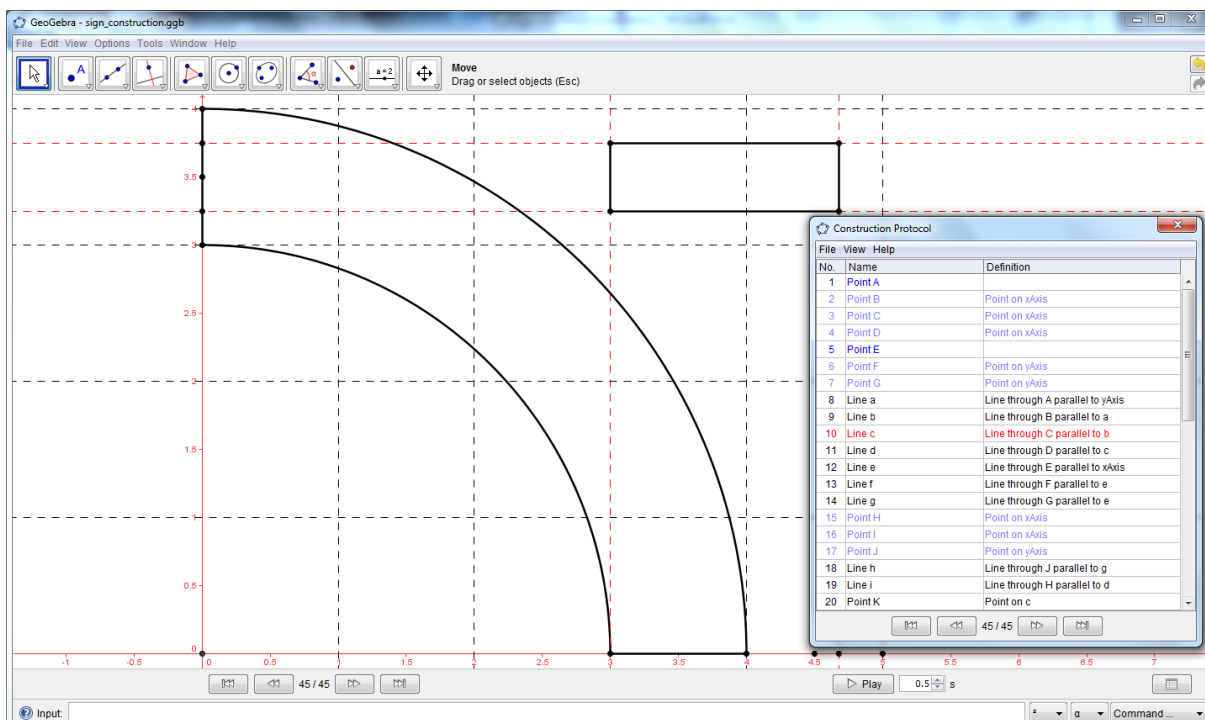 GeoGebra - sign_construction.ggb
File Edit View Options Tools Window Help
A
a=2
Move
Drag or select objects (Esc)
4
3.5
3
2.5
2
1.5
1
0.5
0
-1 -0.5 0 0.5 1 1.5 2 2.5 3 3.5 4 4.5 5 5.5 6 6.5 7
Construction Protocol
File View Help
No. Name Definition
1 Point A
2 Point B Point on xAxis
3 Point C Point on xAxis
4 Point D Point on xAxis
5 Point E
6 Point F Point on yAxis
7 Point G Point on yAxis
8 Line a Line through A parallel to yAxis
9 Line b Line through B parallel to a
10 Line c Line through C parallel to b
11 Line d Line through D parallel to c
12 Line e Line through E parallel to xAxis
13 Line f Line through F parallel to e
14 Line g Line through G parallel to e
15 Point H Point on xAxis
16 Point I Point on xAxis
17 Point J Point on yAxis
18 Line h Line through J parallel to g
19 Line i Line through H parallel to d
20 Point K Point on c
45 / 45
45 / 45
Play 0.5 s
Input:
α Command ...